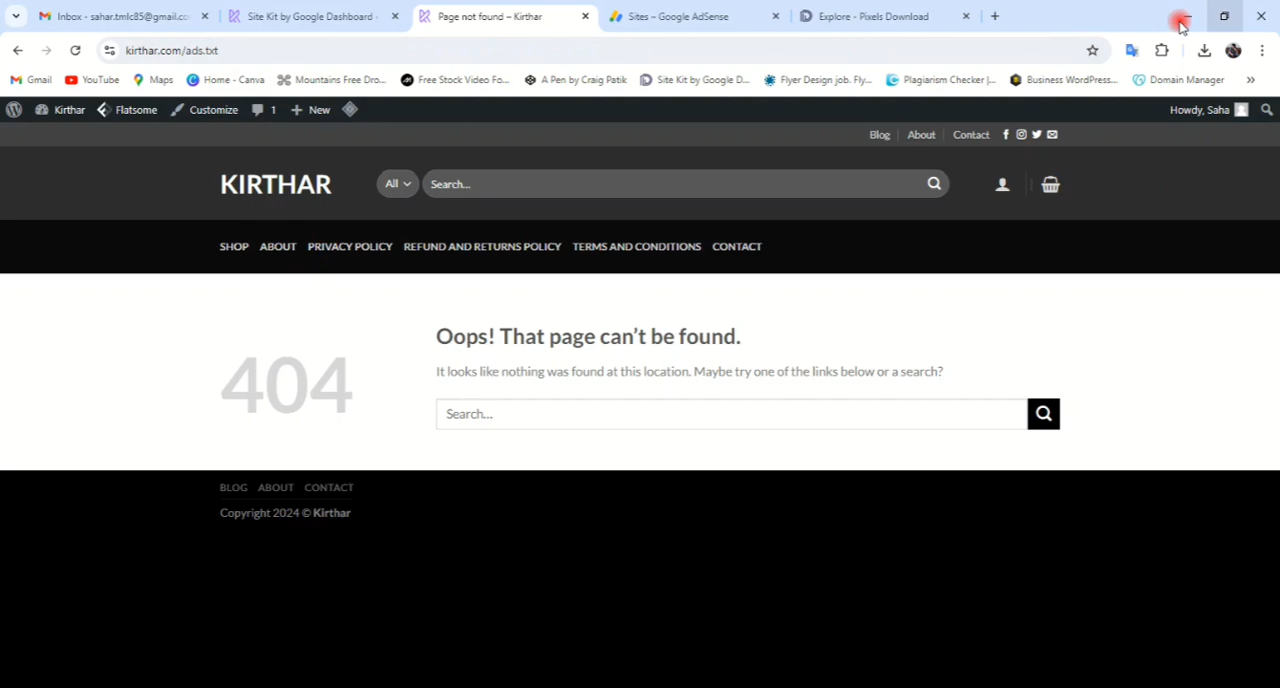 Inbox - sahar.tmlc85@gmail.co
Site Kit by Google Dashboard -
Page not found – Kirthar
Sites – Google AdSense
Explore - Pixels Download
kirthar.com/ads.txt
Gmail
YouTube
Maps
Home - Canva
Mountains Free Dro...
Free Stock Video Fo...
A Pen by Craig Patik
Site Kit by Google D...
Flyer Design job. Fly...
Plagiarism Checker |...
Business WordPress...
Domain Manager
»
Kirthar
Flatsome
Customize
1
+ New
Howdy, Saha
Blog
About
Contact
KIRTHAR
All
Search...
SHOP ABOUT PRIVACY POLICY REFUND AND RETURNS POLICY TERMS AND CONDITIONS CONTACT
404
Oops! That page can’t be found.
It looks like nothing was found at this location. Maybe try one of the links below or a search?
Search...
BLOG ABOUT CONTACT
Copyright 2024 © Kirthar